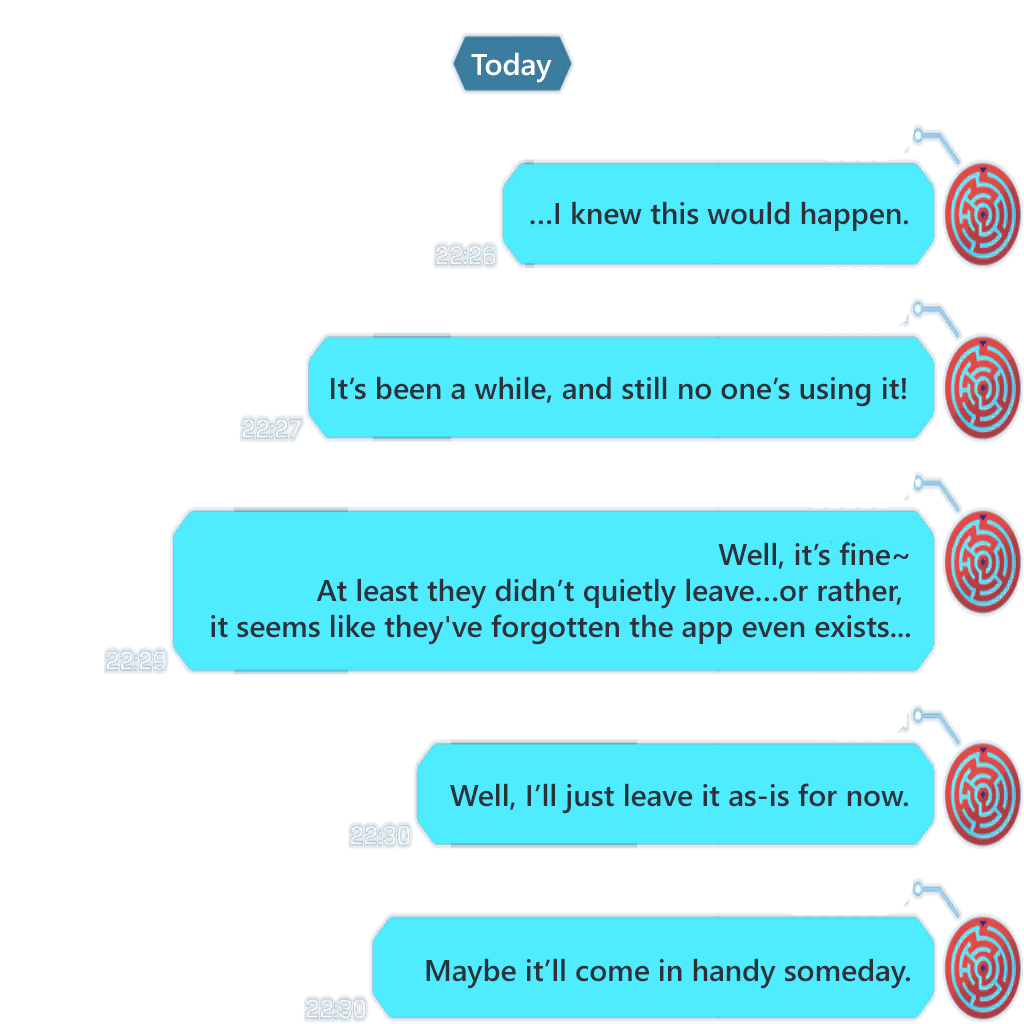 Today
...I knew this would happen.
22:26
It’s been a while, and still no one’s using it!
22:27
Well, it’s fine~
At least they didn’t quietly leave...or rather,
it seems like they've forgotten the app even exists...
22:29
Well, I’ll just leave it as-is for now.
22:30
Maybe it’ll come in handy someday.
22:30